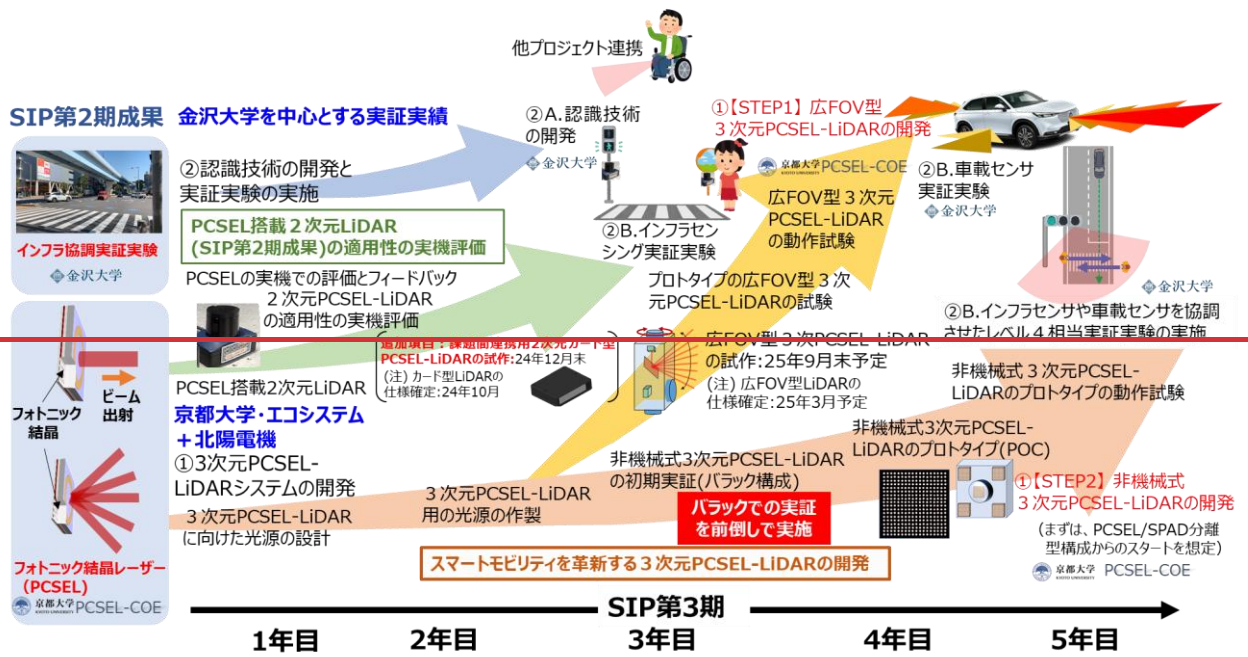 他プロジェクト連携
SIP第2期成果
金沢大学を中心とする実証実績
②認識技術の開発と
実証実験の実施
②A.認識技術
の開発
金沢大学
①【STEP1】広FOV型
３次元PCSEL-LiDARの開発
京都大学
KYOTO UNIVERSITY
PCSEL-COE
②B.車載センサ
実証実験
金沢大学
インフラ協調実証実験
金沢大学
PCSEL搭載２次元LiDAR
(SIP第2期成果)の適用性の実機評価
②B.インフラセン
シング実証実験
広FOV型３次元
PCSEL-LiDAR
の動作試験
PCSELの実機での評価とフィードバック
２次元PCSEL-LiDAR
の適用性の実機評価
プロトタイプの広FOV型３次
元PCSEL-LiDARの試験
金沢大学
②B.インフラセンサや車載センサを協調
させたレベル４相当実証実験の実施
追加項目：課題間連携用2次元カード型
PCSEL-LiDARの試作:24年12月末
(注) カード型LiDARの
仕様確定:24年10月
広FOV型３次元PCSEL-LiDAR
の試作:25年9月末予定
(注) 広FOV型LiDARの
仕様確定:25年3月予定
非機械式３次元PCSEL-
LiDARのプロトタイプの動作試験
PCSEL搭載2次元LiDAR
フォトニック
結晶
ビーム
出射
京都大学・エコシステム
＋北陽電機
①3次元PCSEL-
LiDARシステムの開発
３次元PCSEL-LiDAR
に向けた光源の設計
３次元PCSEL-LiDAR
用の光源の作製
非機械式3次元PCSEL-LiDAR
の初期実証(バラック構成)
バラックでの実証
を前倒しで実施
非機械式3次元PCSEL-
LiDARのプロトタイプ(POC)
①【STEP2】非機械式
３次元PCSEL-LiDARの開発
(まずは、PCSEL/SPAD分離
型構成からのスタートを想定)
京都大学
KYOTO UNIVERSITY
PCSEL-COE
フォトニック結晶レーザー
(PCSEL)
京都大学
KYOTO UNIVERSITY
PCSEL-COE
スマートモビリティを革新する３次元PCSEL-LiDARの開発
SIP第3期
1年目
2年目
3年目
4年目
5年目